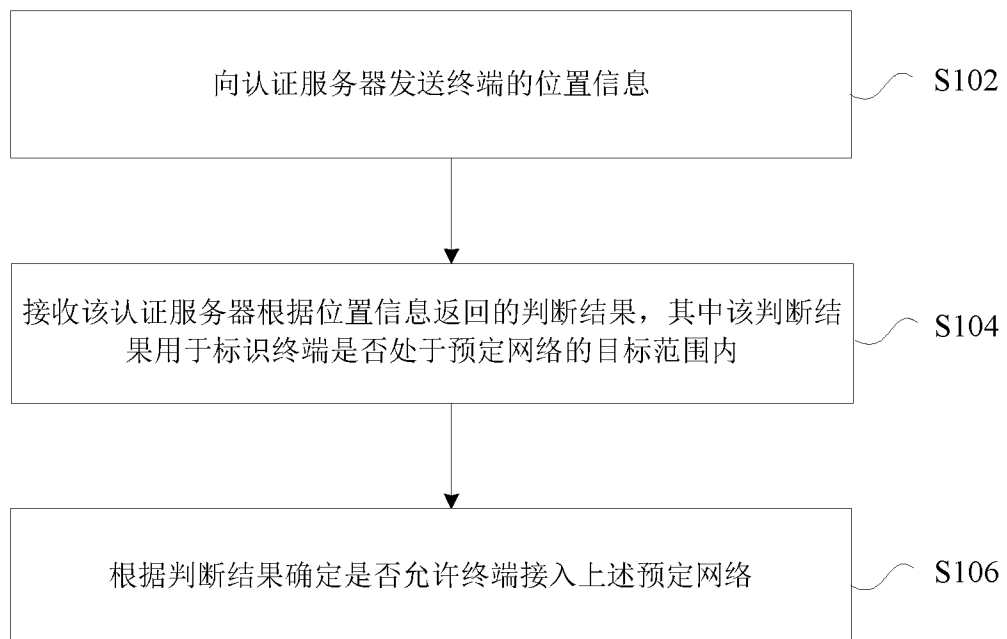 向认证服务器发送终端的位置信息
S102
接收该认证服务器根据位置信息返回的判断结果，其中该判断结
果用于标识终端是否处于预定网络的目标范围内
S104
根据判断结果确定是否允许终端接入上述预定网络
S106